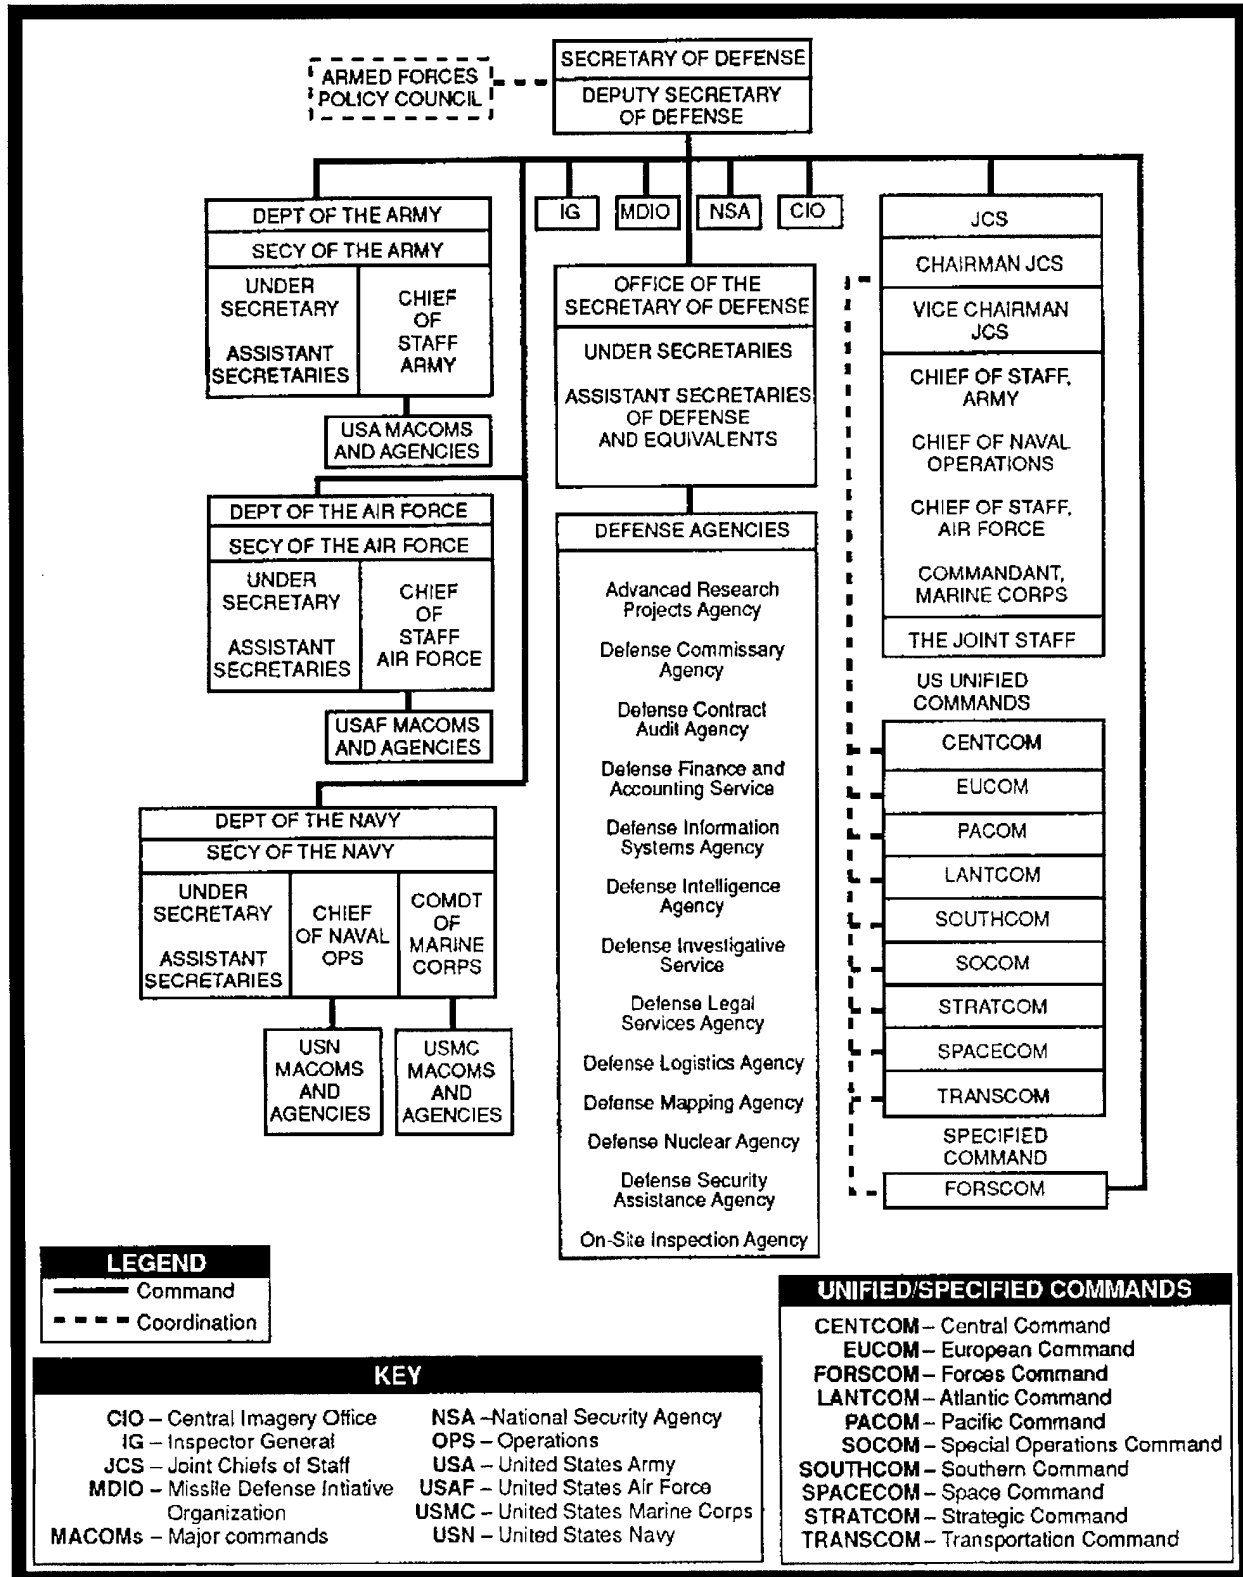 SECRETARY OF DEFENSE
DEPUTY SECRETARY
OF DEFENSE
ARMED FORCES
POLICY COUNCIL
IG
MDIO
NSA
CIO
DEPT OF THE ARMY
SECY OF THE ARMY
UNDER
SECRETARY
ASSISTANT
SECRETARIES
CHIEF
OF
STAFF
ARMY
USA MACOMS
AND AGENCIES
DEPT OF THE AIR FORCE
SECY OF THE AIR FORCE
UNDER
SECRETARY
ASSISTANT
SECRETARIES
CHIEF
OF
STAFF
AIR FORCE
USAF MACOMS
AND AGENCIES
DEPT OF THE NAVY
SECY OF THE NAVY
UNDER
SECRETARY
ASSISTANT
SECRETARIES
CHIEF
OF NAVAL
OPS
COMDT
OF
MARINE
CORPS
USN
MACOMS
AND
AGENCIES
USMC
MACOMS
AND
AGENCIES
OFFICE OF THE
SECRETARY OF DEFENSE
UNDER SECRETARIES
ASSISTANT SECRETARIES
OF DEFENSE
AND EQUIVALENTS
DEFENSE AGENCIES
Advanced Research
Projects Agency
Defense Commissary
Agency
Defense Contract
Audit Agency
Defense Finance and
Accounting Service
Defense Information
Systems Agency
Defense Intelligence
Agency
Defense Investigative
Service
Defense Legal
Services Agency
Defense Logistics Agency
Defense Mapping Agency
Defense Nuclear Agency
Defense Security
Assistance Agency
On-Site Inspection Agency
JCS
CHAIRMAN JCS
VICE CHAIRMAN
JCS
CHIEF OF STAFF,
ARMY
CHIEF OF NAVAL
OPERATIONS
CHIEF OF STAFF,
AIR FORCE
COMMANDANT,
MARINE CORPS
THE JOINT STAFF
US UNIFIED
COMMANDS
CENTCOM
EUCOM
PACOM
LANTCOM
SOUTHCOM
SOCOM
STRATCOM
SPACECOM
TRANSCOM
SPECIFIED
COMMAND
FORSCOM
LEGEND
Command
Coordination
KEY
CIO – Central Imagery Office
IG – Inspector General
JCS – Joint Chiefs of Staff
MDIO – Missile Defense Intiative
Organization
MACOMs – Major commands
NSA –National Security Agency
OPS – Operations
USA – United States Army
USAF – United States Air Force
USMC – United States Marine Corps
USN – United States Navy
UNIFIED/SPECIFIED COMMANDS
CENTCOM – Central Command
EUCOM – European Command
FORSCOM – Forces Command
LANTCOM – Atlantic Command
PACOM – Pacific Command
SOCOM – Special Operations Command
SOUTHCOM – Southern Command
SPACECOM – Space Command
STRATCOM – Strategic Command
TRANSCOM – Transportation Command